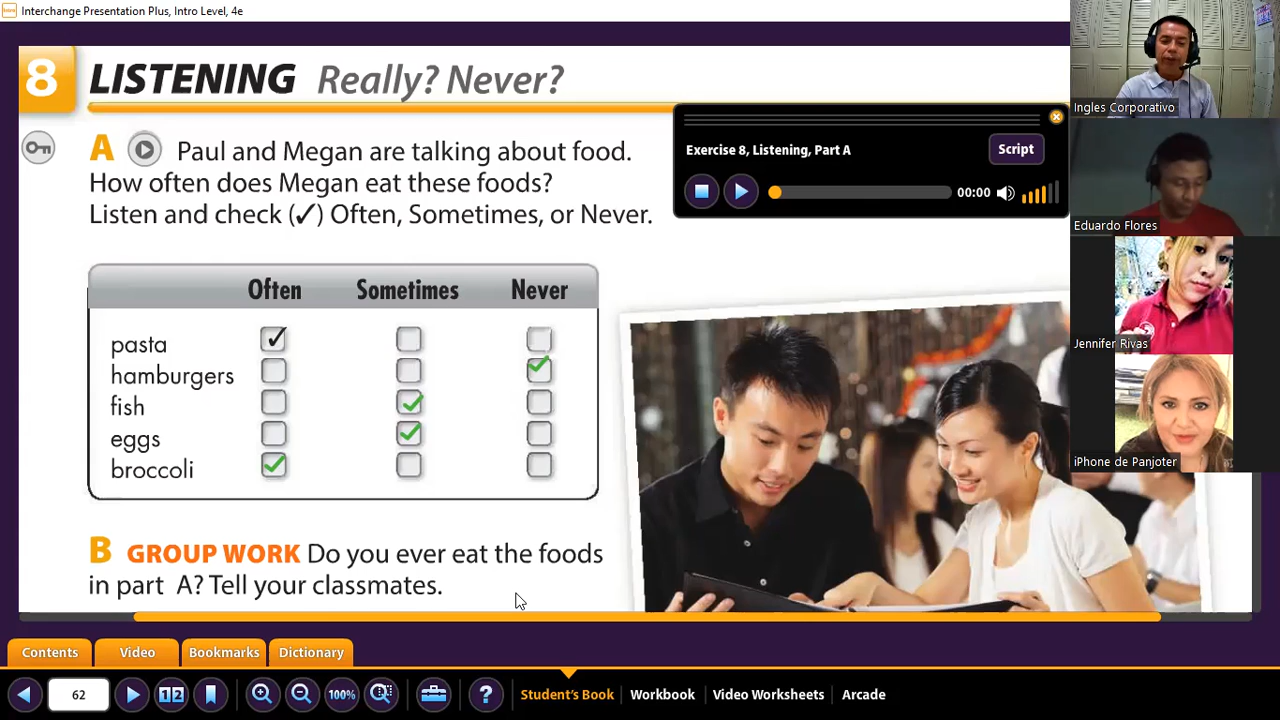 Interchange Presentation Plus, Intro Level, 4e
8 LISTENING Really? Never?
A Paul and Megan are talking about food.
How often does Megan eat these foods?
Listen and check (✓) Often, Sometimes, or Never.
Exercise 8, Listening, Part A
Script
00:00
Often Sometimes Never
pasta
hamburgers
fish
eggs
broccoli
B GROUP WORK Do you ever eat the foods
in part A? Tell your classmates.
Ingles Corporativo
Eduardo Flores
Jennifer Rivas
iPhone de Panjoter
Contents Video Bookmarks Dictionary
62 12 100% ? Student's Book Workbook Video Worksheets Arcade